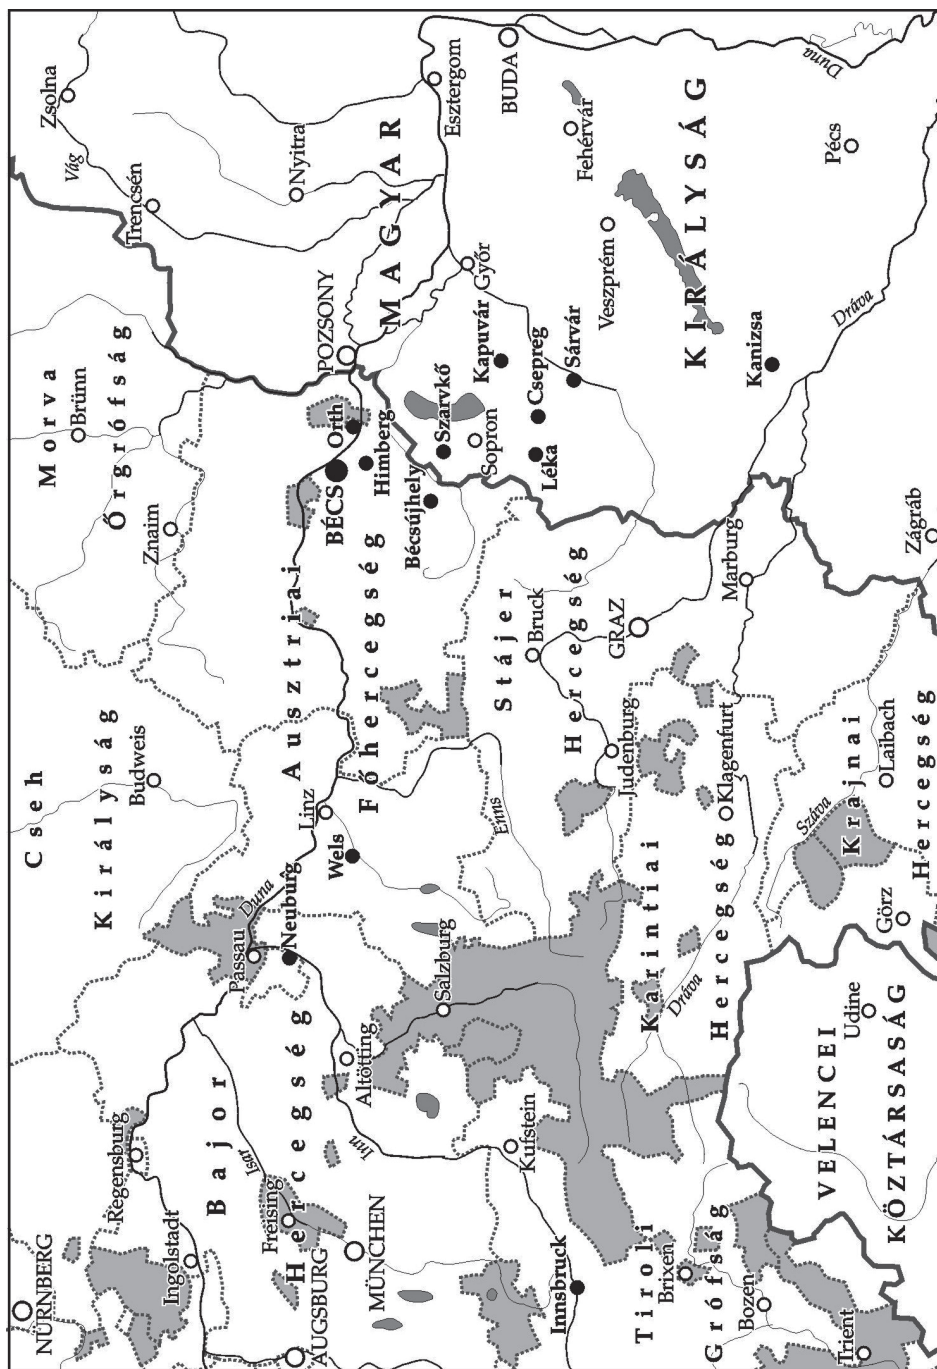 NÜRNBERG
Regensburg
Ingolstadt
Bajor
Hercegség
Isar
Freising
AUGSBURG
MÜNCHEN
Altötting
Inn
Kufstein
Innsbruck
Tiroli
Grófság
Brixen
Bozen
Trient
Cseh
Királyság
Budweis
Passau
Duna
Neuburg
Linz
Wels
Salzburg
Enns
Ausztriai
Főhercegség
Morva
Őrgrófság
Brünn
Znaim
BÉCS
Orth
Himberg
Bécsújhely
Stájer
Hercegség
Bruck
GRAZ
Judenburg
Marburg
Karintiai
Hercegség
Klagenfurt
Dráva
Krajnai
Hercegség
Száva
Laibach
Görz
VELENCEI
KÖZTÁRSASÁG
Udine
Zsolna
Vág
Trencsén
Nyitra
POZSONY
MAGYAR
KIRÁLYSÁG
Esztergom
BUDA
Győr
Szarvkő
Sopron
Kapuvár
Csepreg
Léka
Sárvár
Fehérvár
Veszprém
Kanizsa
Pécs
Duna
Dráva
Zágráb